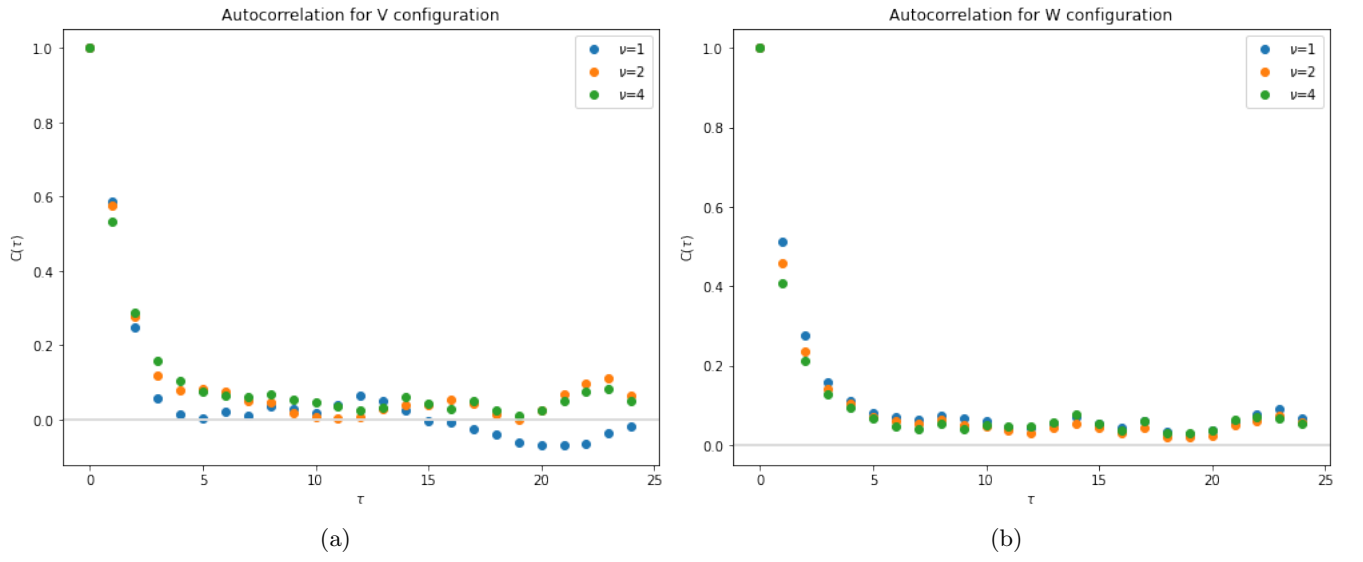 Autocorrelation for V configuration
1.0
0.8
0.6
0.4
0.2
0.0
C(τ)
ν=1
ν=2
ν=4
0 5 10 15 20 25
τ
(a)
Autocorrelation for W configuration
1.0
0.8
0.6
0.4
0.2
0.0
C(τ)
ν=1
ν=2
ν=4
0 5 10 15 20 25
τ
(b)